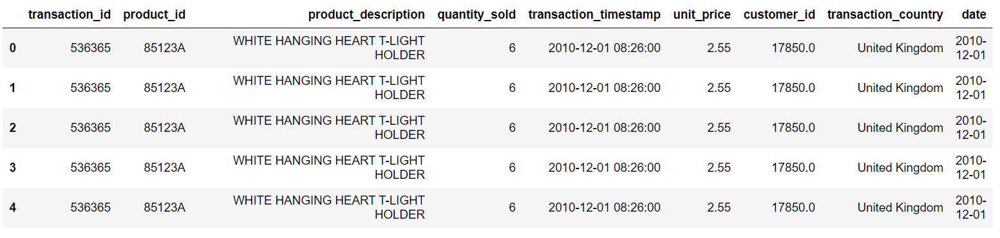 transaction_id product_id product_description quantity_sold transaction_timestamp unit_price customer_id transaction_country date
0 536365 85123A WHITE HANGING HEART T-LIGHT HOLDER 6 2010-12-01 08:26:00 2.55 17850.0 United Kingdom 2010-12-01
1 536365 85123A WHITE HANGING HEART T-LIGHT HOLDER 6 2010-12-01 08:26:00 2.55 17850.0 United Kingdom 2010-12-01
2 536365 85123A WHITE HANGING HEART T-LIGHT HOLDER 6 2010-12-01 08:26:00 2.55 17850.0 United Kingdom 2010-12-01
3 536365 85123A WHITE HANGING HEART T-LIGHT HOLDER 6 2010-12-01 08:26:00 2.55 17850.0 United Kingdom 2010-12-01
4 536365 85123A WHITE HANGING HEART T-LIGHT HOLDER 6 2010-12-01 08:26:00 2.55 17850.0 United Kingdom 2010-12-01